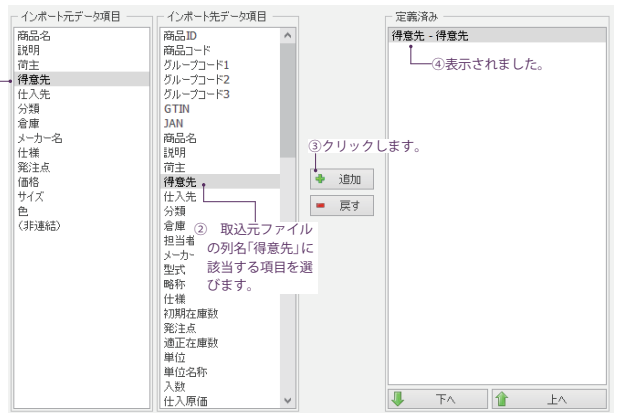 インポート元データ項目
商品名
説明
荷主
得意先
仕入先
分類
倉庫
メーカー名
仕様
発注点
価格
サイズ
色
(非連結)
インポート先データ項目
商品ID
商品コード
グループコード1
グループコード2
グループコード3
GTIN
JAN
商品名
説明
荷主
得意先
仕入先
分類
倉庫
担当者
メーカー
型式
略称
仕様
初期在庫数
発注点
適正在庫数
単位
単位名称
入数
仕入原価
② 取込元ファイル
の列名「得意先」に
該当する項目を選
びます。
③クリックします。
追加
戻す
定義済み
得意先 - 得意先
④表示されました。
下へ
上へ